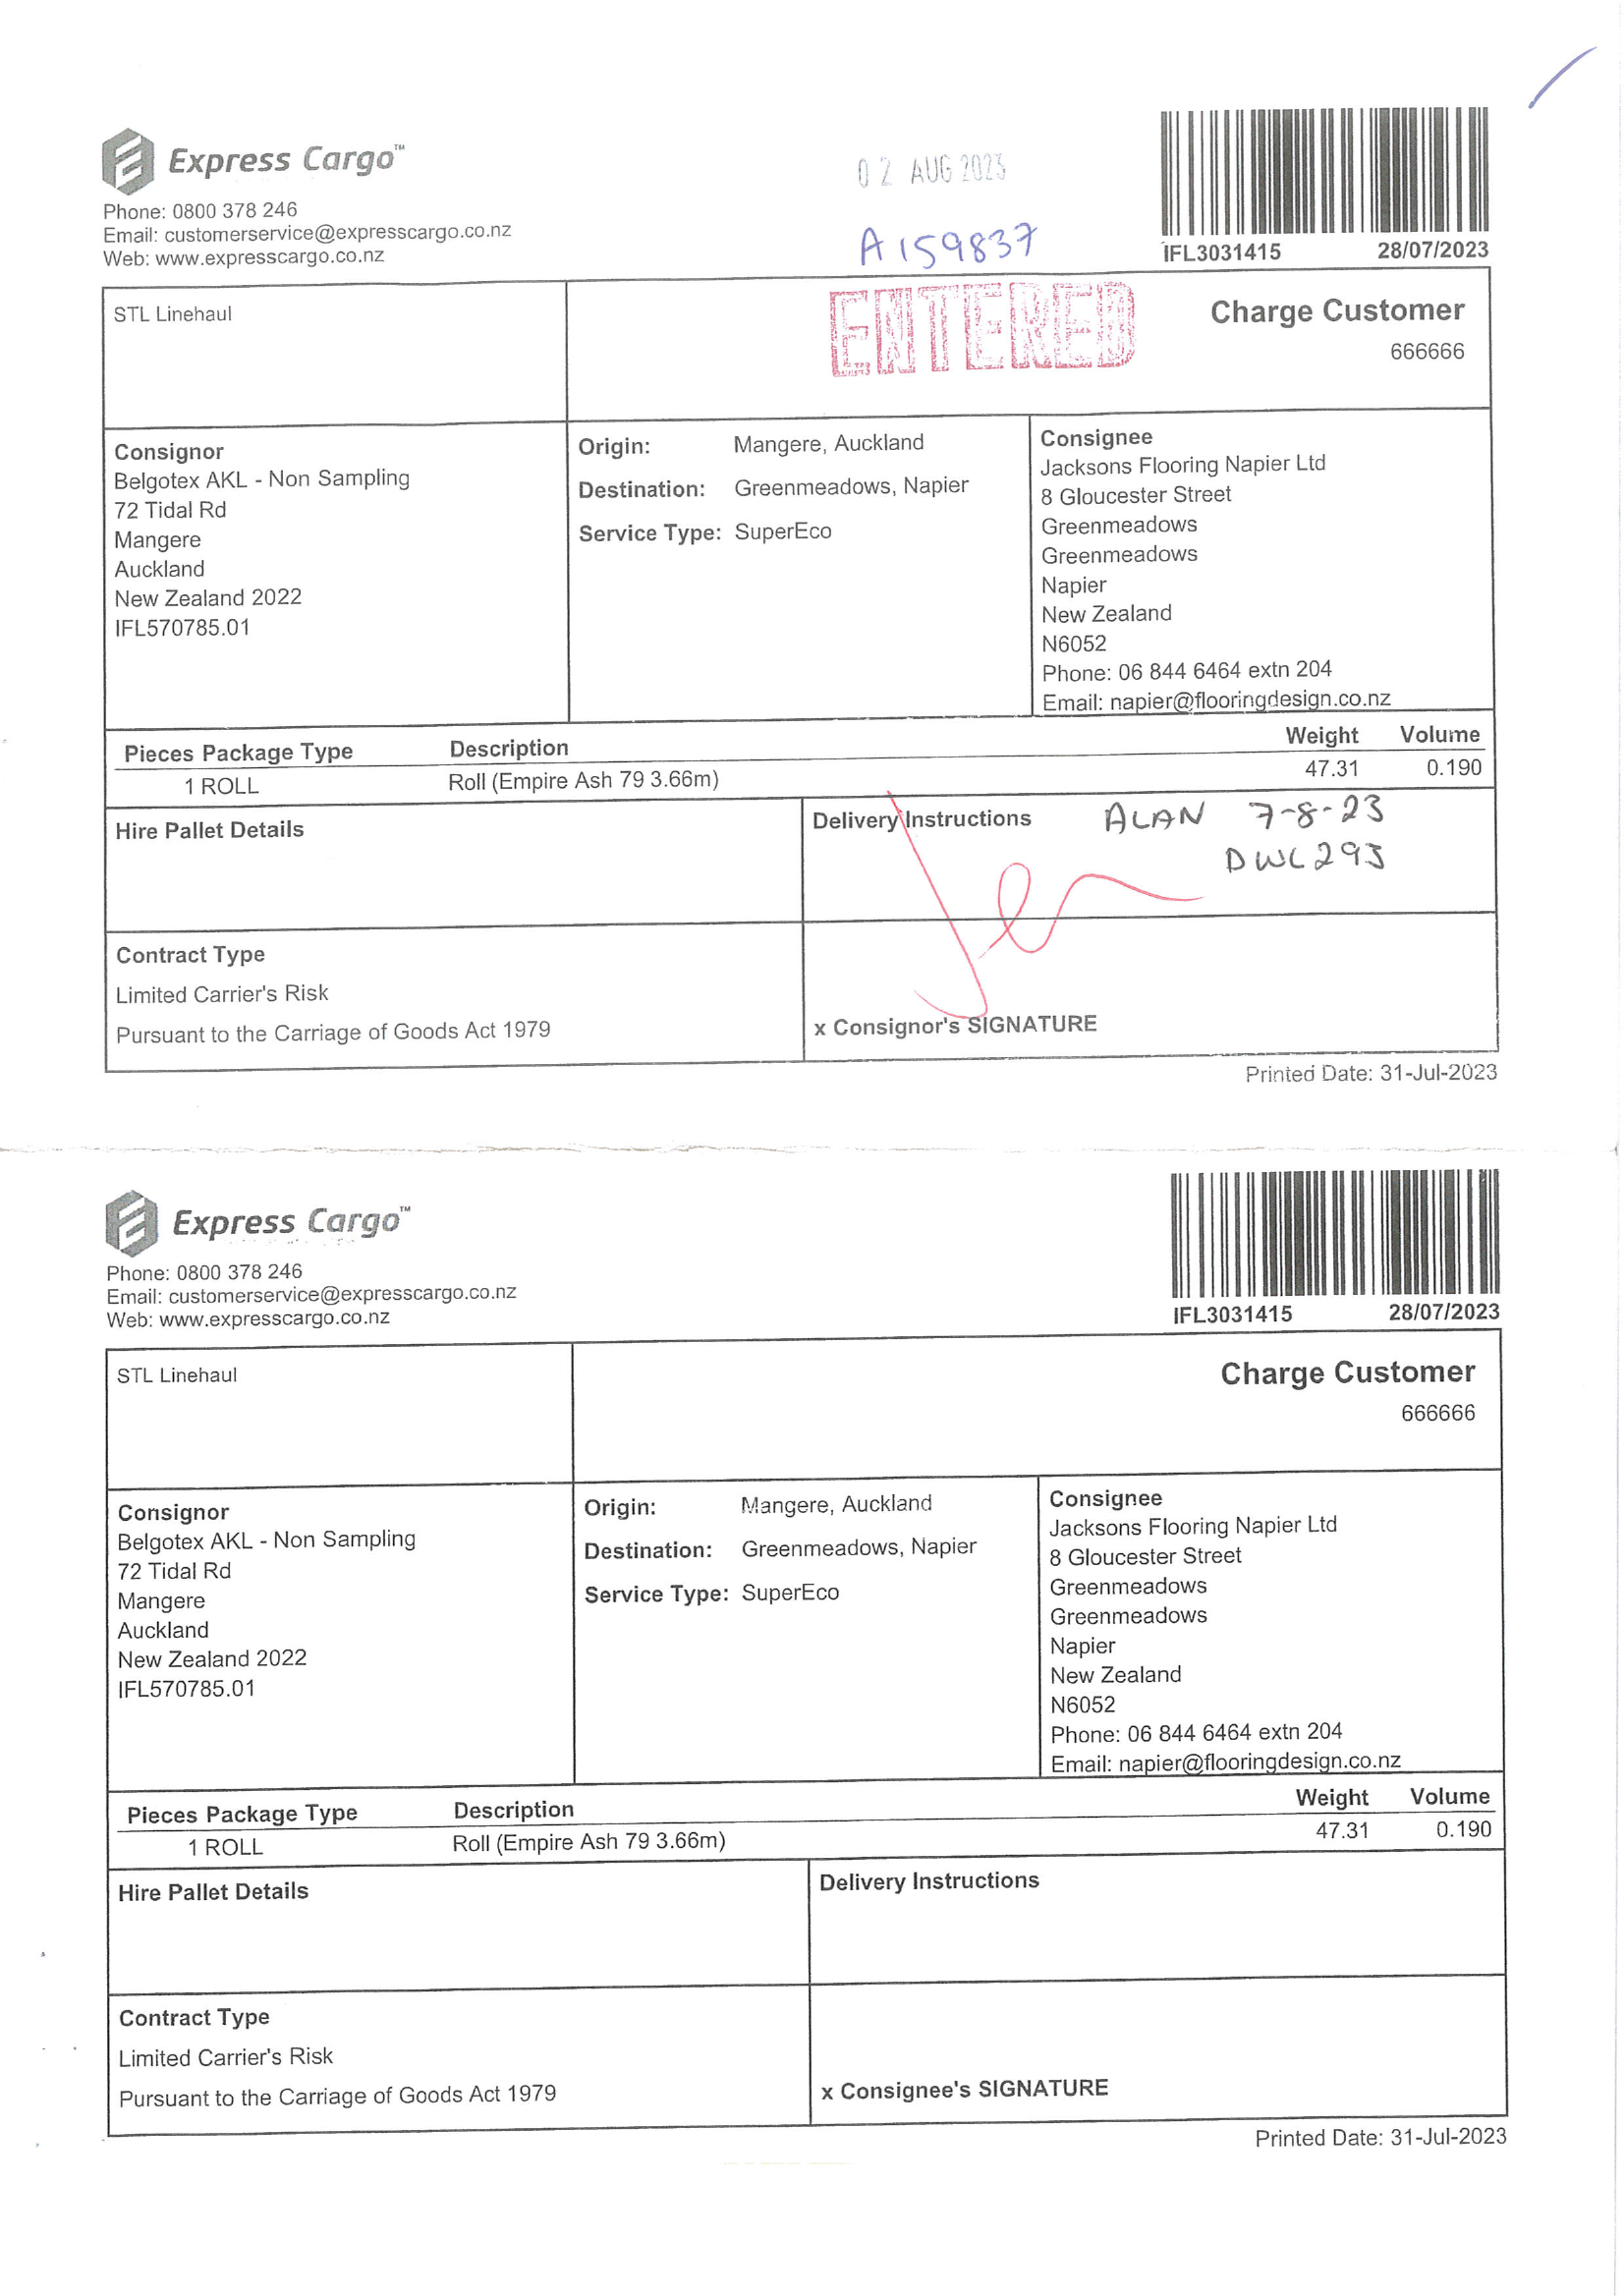 Express Cargo™
Phone: 0800 378 246
Email: customerservice@expresscargo.co.nz
Web: www.expresscargo.co.nz
02 AUG 2023
A159837
IFL3031415 28/07/2023
STL Linehaul
ENTERED
Charge Customer
666666
Consignor
Belgotex AKL - Non Sampling
72 Tidal Rd
Mangere
Auckland
New Zealand 2022
IFL570785.01
Origin: Mangere, Auckland
Destination: Greenmeadows, Napier
Service Type: SuperEco
Consignee
Jacksons Flooring Napier Ltd
8 Gloucester Street
Greenmeadows
Greenmeadows
Napier
New Zealand
N6052
Phone: 06 844 6464 extn 204
Email: napier@flooringdesign.co.nz
Pieces Package Type Description Weight Volume
1 ROLL Roll (Empire Ash 79 3.66m) 47.31 0.190
Hire Pallet Details
Delivery Instructions
ALAN 7-8-23
DWL293
Contract Type
Limited Carrier's Risk
Pursuant to the Carriage of Goods Act 1979
x Consignor's SIGNATURE
Printed Date: 31-Jul-2023
Express Cargo™
Phone: 0800 378 246
Email: customerservice@expresscargo.co.nz
Web: www.expresscargo.co.nz
IFL3031415 28/07/2023
STL Linehaul
Charge Customer
666666
Consignor
Belgotex AKL - Non Sampling
72 Tidal Rd
Mangere
Auckland
New Zealand 2022
IFL570785.01
Origin: Mangere, Auckland
Destination: Greenmeadows, Napier
Service Type: SuperEco
Consignee
Jacksons Flooring Napier Ltd
8 Gloucester Street
Greenmeadows
Greenmeadows
Napier
New Zealand
N6052
Phone: 06 844 6464 extn 204
Email: napier@flooringdesign.co.nz
Pieces Package Type Description Weight Volume
1 ROLL Roll (Empire Ash 79 3.66m) 47.31 0.190
Hire Pallet Details
Delivery Instructions
Contract Type
Limited Carrier's Risk
Pursuant to the Carriage of Goods Act 1979
x Consignee's SIGNATURE
Printed Date: 31-Jul-2023